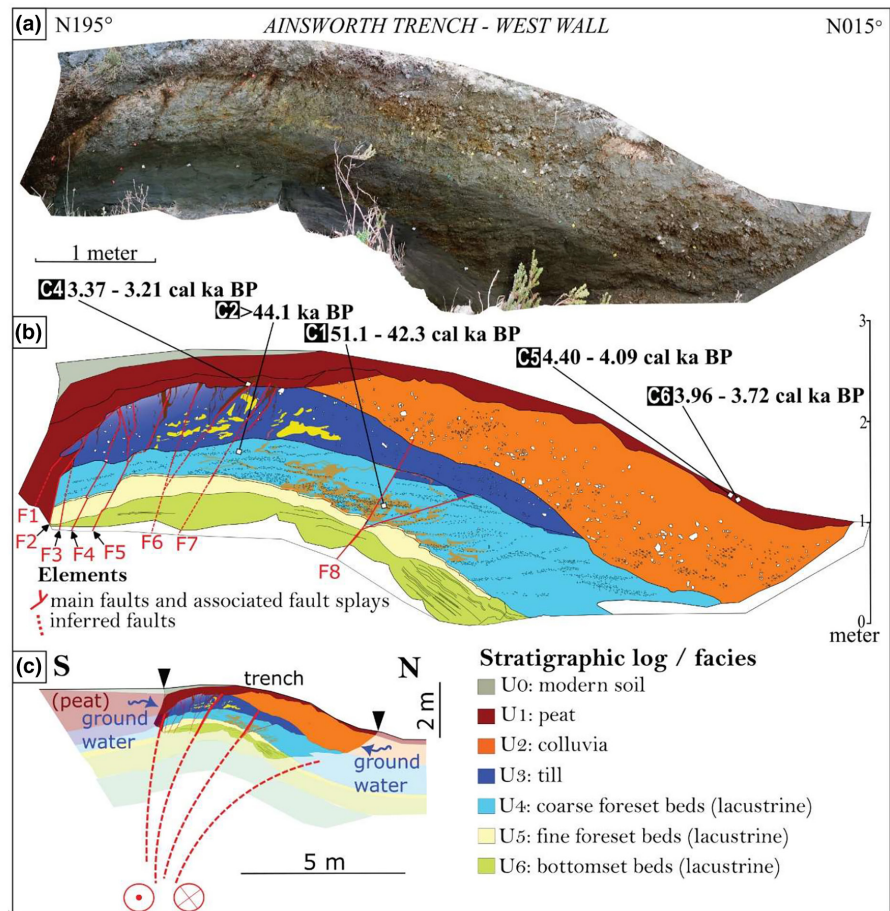 (a) N195° AINSWORTH TRENCH - WEST WALL N015°
1 meter
C4 3.37 - 3.21 cal ka BP
C2 >44.1 ka BP
(b)
C1 51.1 - 42.3 cal ka BP
3
C5 4.40 - 4.09 cal ka BP
C6 3.96 - 3.72 cal ka BP
2
F1
F2
F3
F4
F5
F6
F7
F8
1
Elements
main faults and associated fault splays
inferred faults
0
meter
(c) S trench N
(peat)
ground
water
ground
water
2 m
5 m
Stratigraphic log / facies
U0: modern soil
U1: peat
U2: colluvia
U3: till
U4: coarse foreset beds (lacustrine)
U5: fine foreset beds (lacustrine)
U6: bottomset beds (lacustrine)